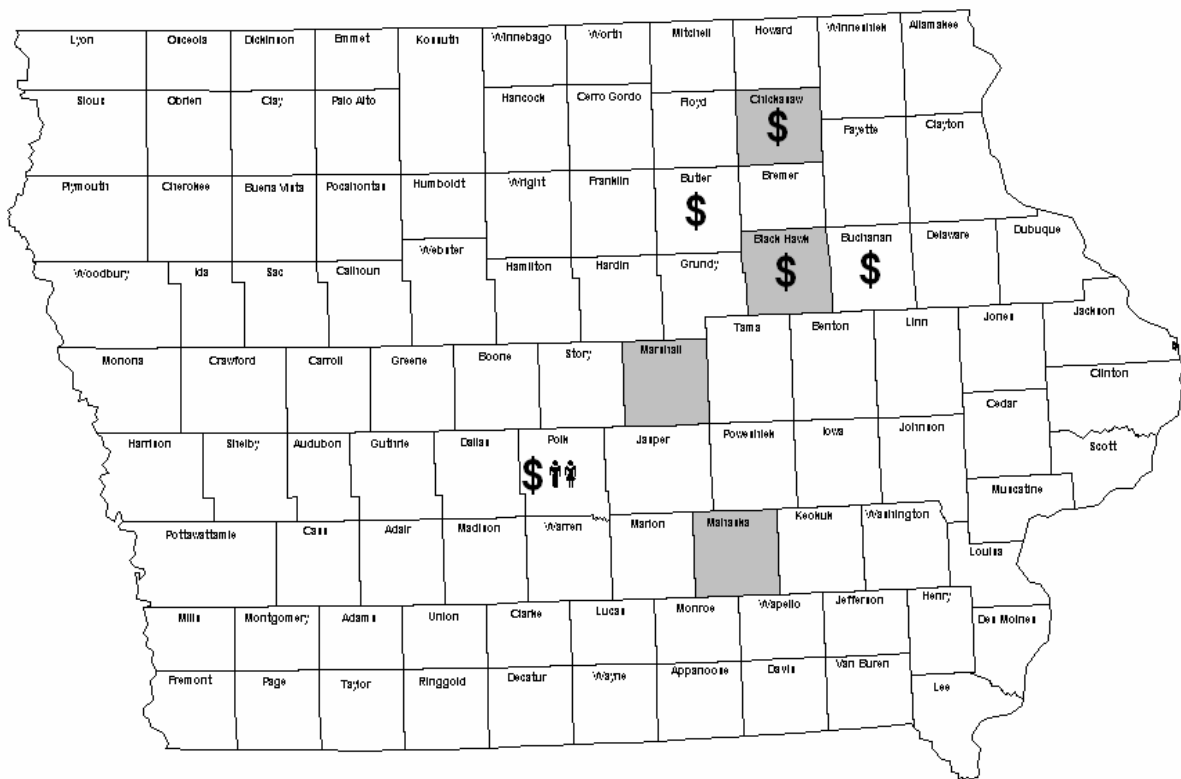 Lyon
Osceola
Dickinson
Emmet
Kossuth
Winnebago
Worth
Mitchell
Howard
Winneshiek
Allamakee
Sioux
Obrien
Clay
Palo Alto
Hancock
Cerro Gordo
Floyd
Chickasaw
$
Fayette
Clayton
Plymouth
Cherokee
Buena Vista
Pocahontas
Humboldt
Wright
Franklin
Butler
$
Bremer
Woodbury
Ida
Sac
Calhoun
Webster
Hamilton
Hardin
Grundy
Black Hawk
$
Buchanan
$
Delaware
Dubuque
Monona
Crawford
Carroll
Greene
Boone
Story
Marshall
Tama
Benton
Linn
Jones
Jackson
Clinton
Cedar
Harrison
Shelby
Audubon
Guthrie
Dallas
Polk
$
Jasper
Poweshiek
Iowa
Johnson
Scott
Muscatine
Pottawattamie
Cass
Adair
Madison
Warren
Marion
Mahaska
Keokuk
Washington
Louisa
Mills
Montgomery
Adams
Union
Clarke
Lucas
Monroe
Wapello
Jefferson
Henry
Des Moines
Fremont
Page
Taylor
Ringgold
Decatur
Wayne
Appanoose
Davis
Van Buren
Lee